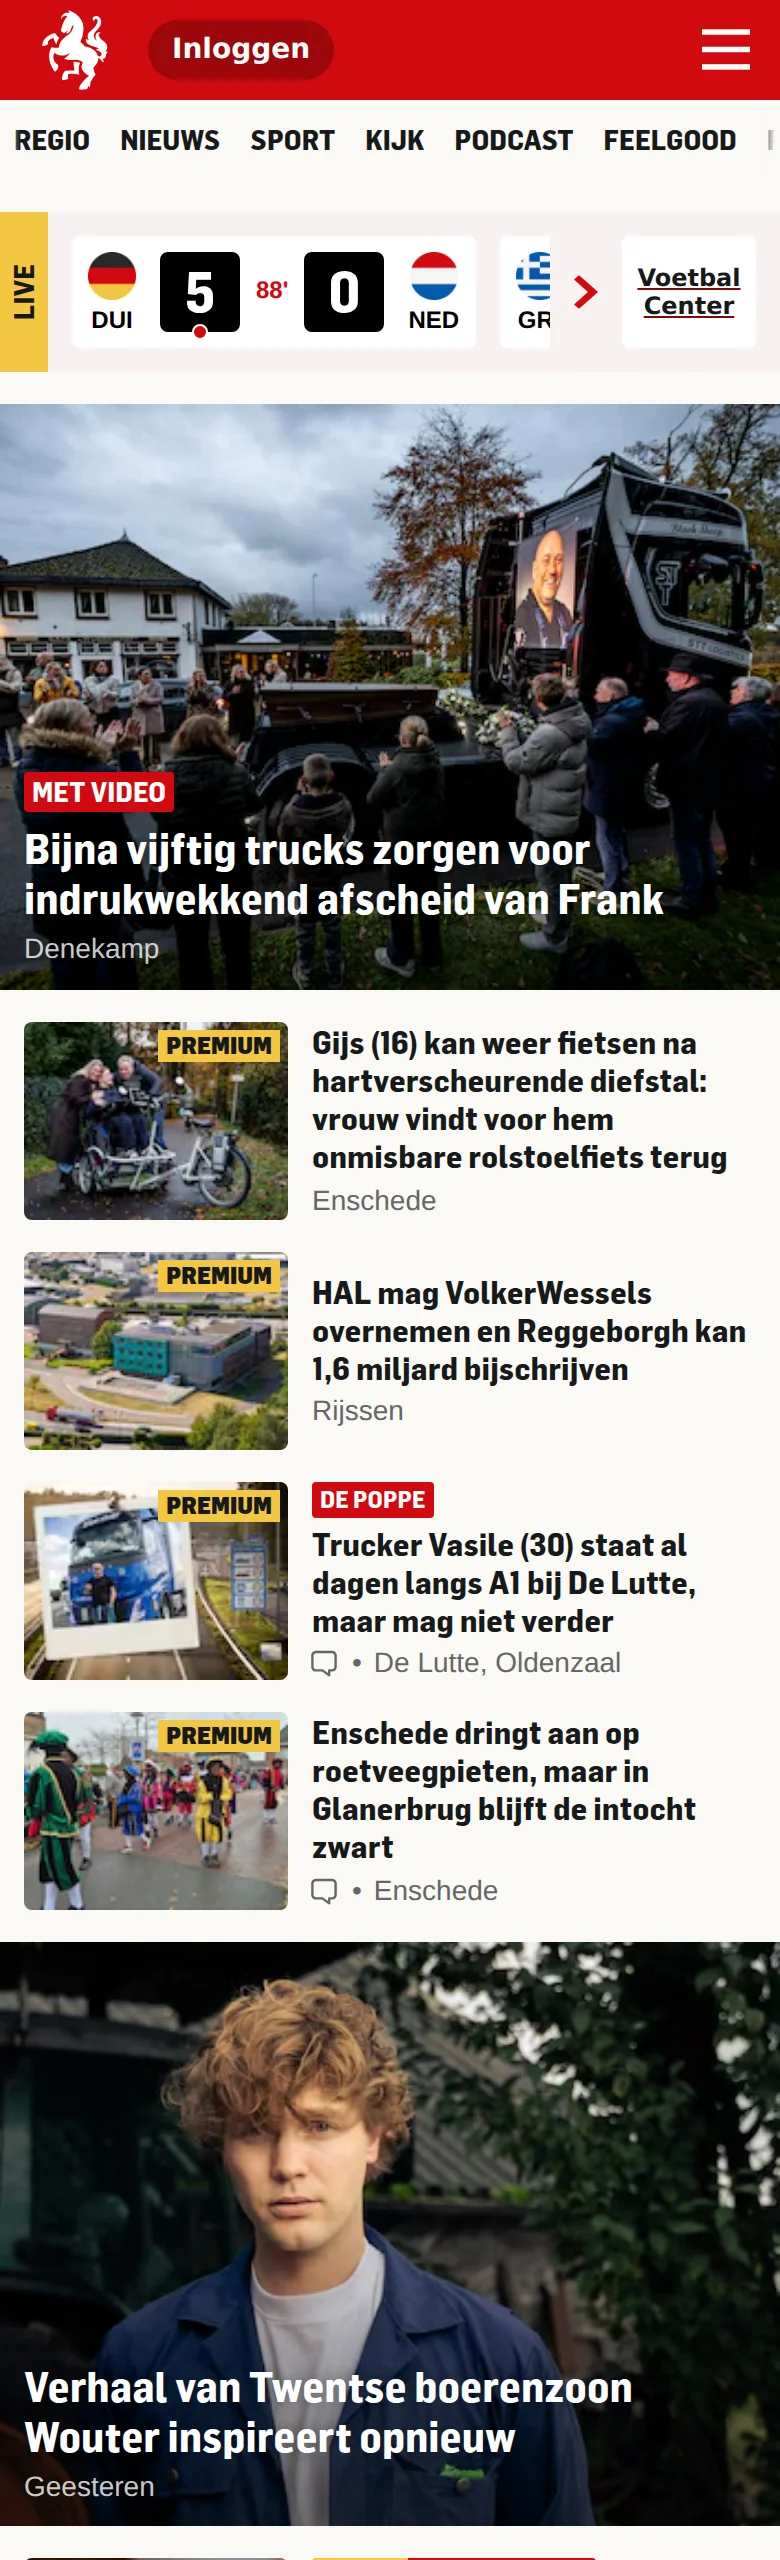 Inloggen
REGIO NIEUWS SPORT KIJK PODCAST FEELGOOD
LIVE
DUI
5
88'
0
NED
GR
Voetbal
Center
MET VIDEO
Bijna vijftig trucks zorgen voor
indrukwekkend afscheid van Frank
Denekamp
PREMIUM
Gijs (16) kan weer fietsen na
hartverscheurende diefstal:
vrouw vindt voor hem
onmisbare rolstoelfiets terug
Enschede
PREMIUM
HAL mag VolkerWessels
overnemen en Reggeborgh kan
1,6 miljard bijschrijven
Rijssen
PREMIUM
DE POPPE
Trucker Vasile (30) staat al
dagen langs A1 bij De Lutte,
maar mag niet verder
• De Lutte, Oldenzaal
PREMIUM
Enschede dringt aan op
roetveegpieten, maar in
Glanerbrug blijft de intocht
zwart
• Enschede
Verhaal van Twentse boerenzoon
Wouter inspireert opnieuw
Geesteren